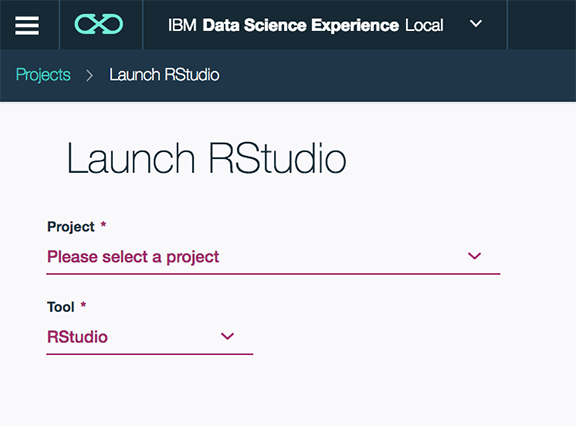 IBM Data Science Experience Local
Projects > Launch RStudio
Launch RStudio
Project *
Please select a project
Tool *
RStudio